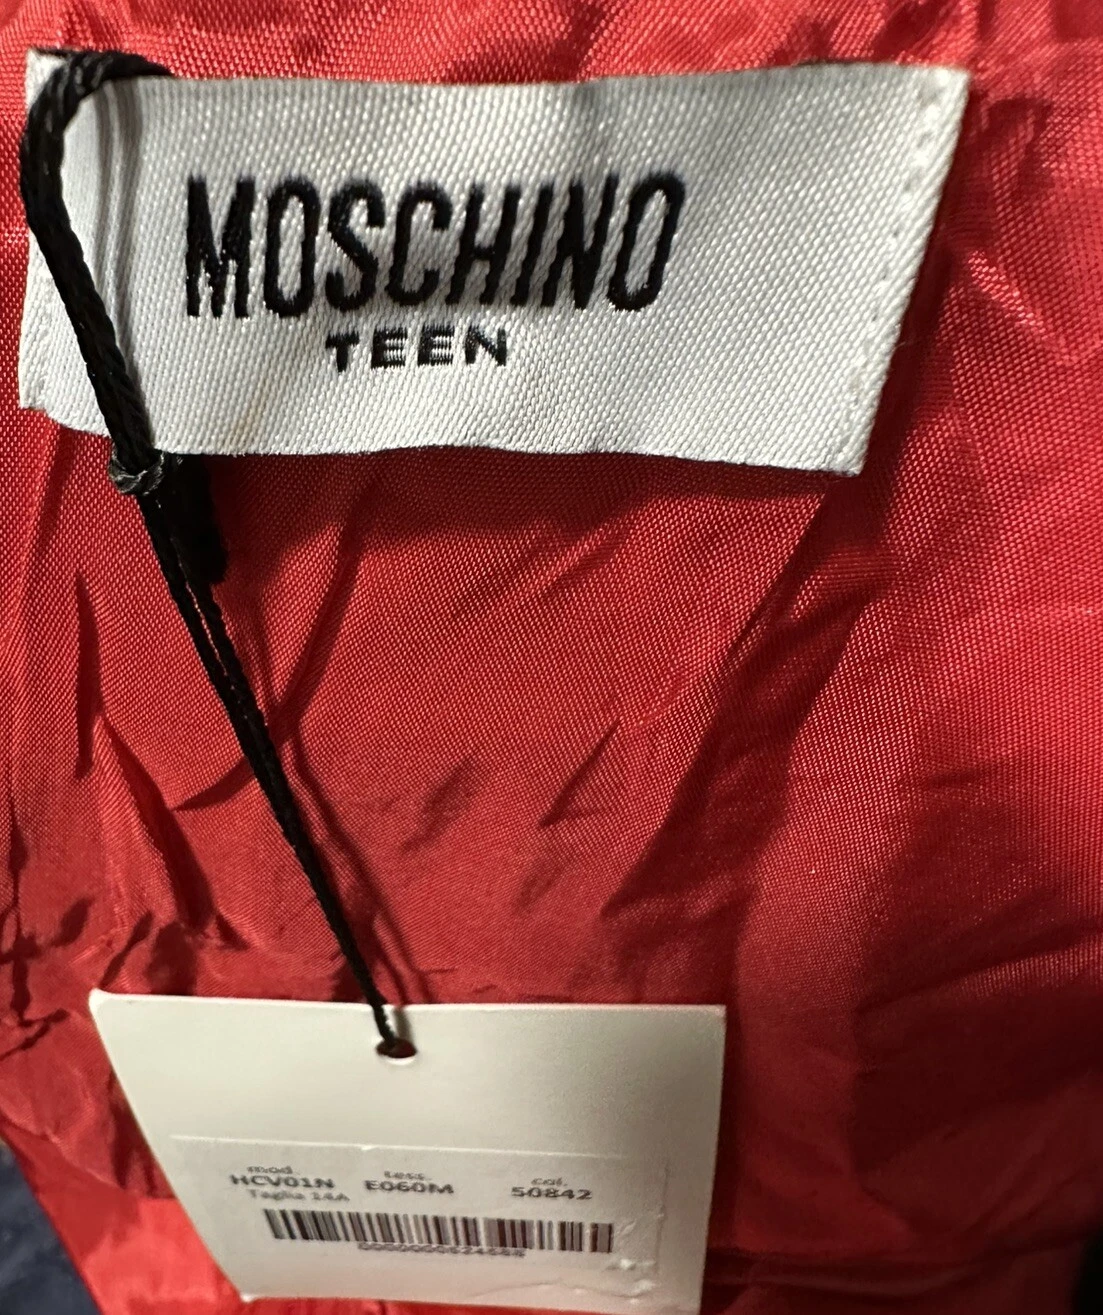 MOSCHINO
TEEN
mod. tess. col.
HCV01N E060M 50842
Taglia 14A